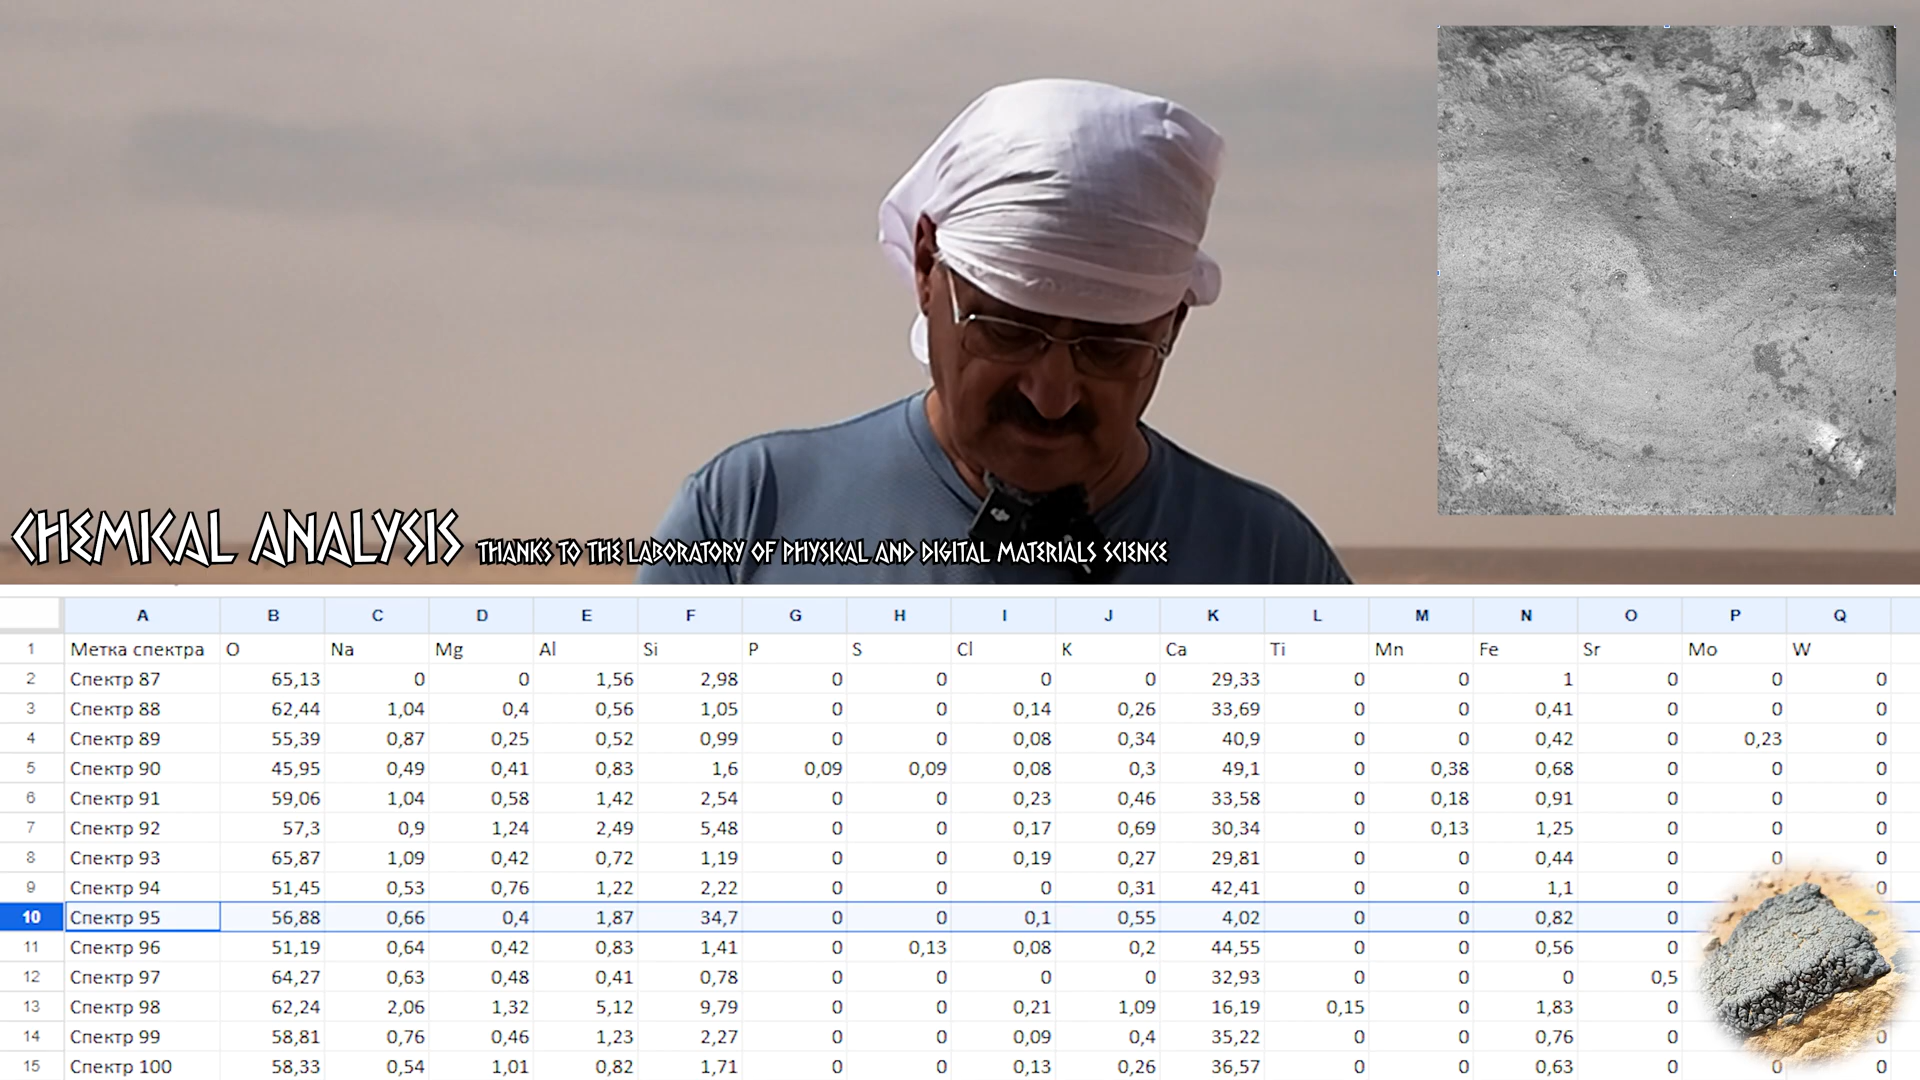 CHEMICAL ANALYSIS THANKS TO THE LABORATORY OF PHYSICAL AND DIGITAL MATERIALS SCIENCE
A B C D E F G H I J K L M N O P Q
1 Метка спектра O Na Mg Al Si P S Cl K Ca Ti Mn Fe Sr Mo W
2 Спектр 87 65,13 0 0 1,56 2,98 0 0 0 0 29,33 0 0 1 0 0 0
3 Спектр 88 62,44 1,04 0,4 0,56 1,05 0 0 0,14 0,26 33,69 0 0 0,41 0 0 0
4 Спектр 89 55,39 0,87 0,25 0,52 0,99 0 0 0,08 0,34 40,9 0 0 0,42 0 0,23 0
5 Спектр 90 45,95 0,49 0,41 0,83 1,6 0,09 0,09 0,08 0,3 49,1 0 0,38 0,68 0 0 0
6 Спектр 91 59,06 1,04 0,58 1,42 2,54 0 0 0,23 0,46 33,58 0 0,18 0,91 0 0 0
7 Спектр 92 57,3 0,9 1,24 2,49 5,48 0 0 0,17 0,69 30,34 0 0,13 1,25 0 0 0
8 Спектр 93 65,87 1,09 0,42 0,72 1,19 0 0 0,19 0,27 29,81 0 0 0,44 0 0 0
9 Спектр 94 51,45 0,53 0,76 1,22 2,22 0 0 0 0,31 42,41 0 0 1,1 0 0
10 Спектр 95 56,88 0,66 0,4 1,87 34,7 0 0 0,1 0,55 4,02 0 0 0,82 0
11 Спектр 96 51,19 0,64 0,42 0,83 1,41 0 0,13 0,08 0,2 44,55 0 0 0,56 0
12 Спектр 97 64,27 0,63 0,48 0,41 0,78 0 0 0 0 32,93 0 0 0 0,5
13 Спектр 98 62,24 2,06 1,32 5,12 9,79 0 0 0,21 1,09 16,19 0,15 0 1,83 0
14 Спектр 99 58,81 0,76 0,46 1,23 2,27 0 0 0,09 0,4 35,22 0 0 0,76 0 0
15 Спектр 100 58,33 0,54 1,01 0,82 1,71 0 0 0,13 0,26 36,57 0 0 0,63 0 0 0